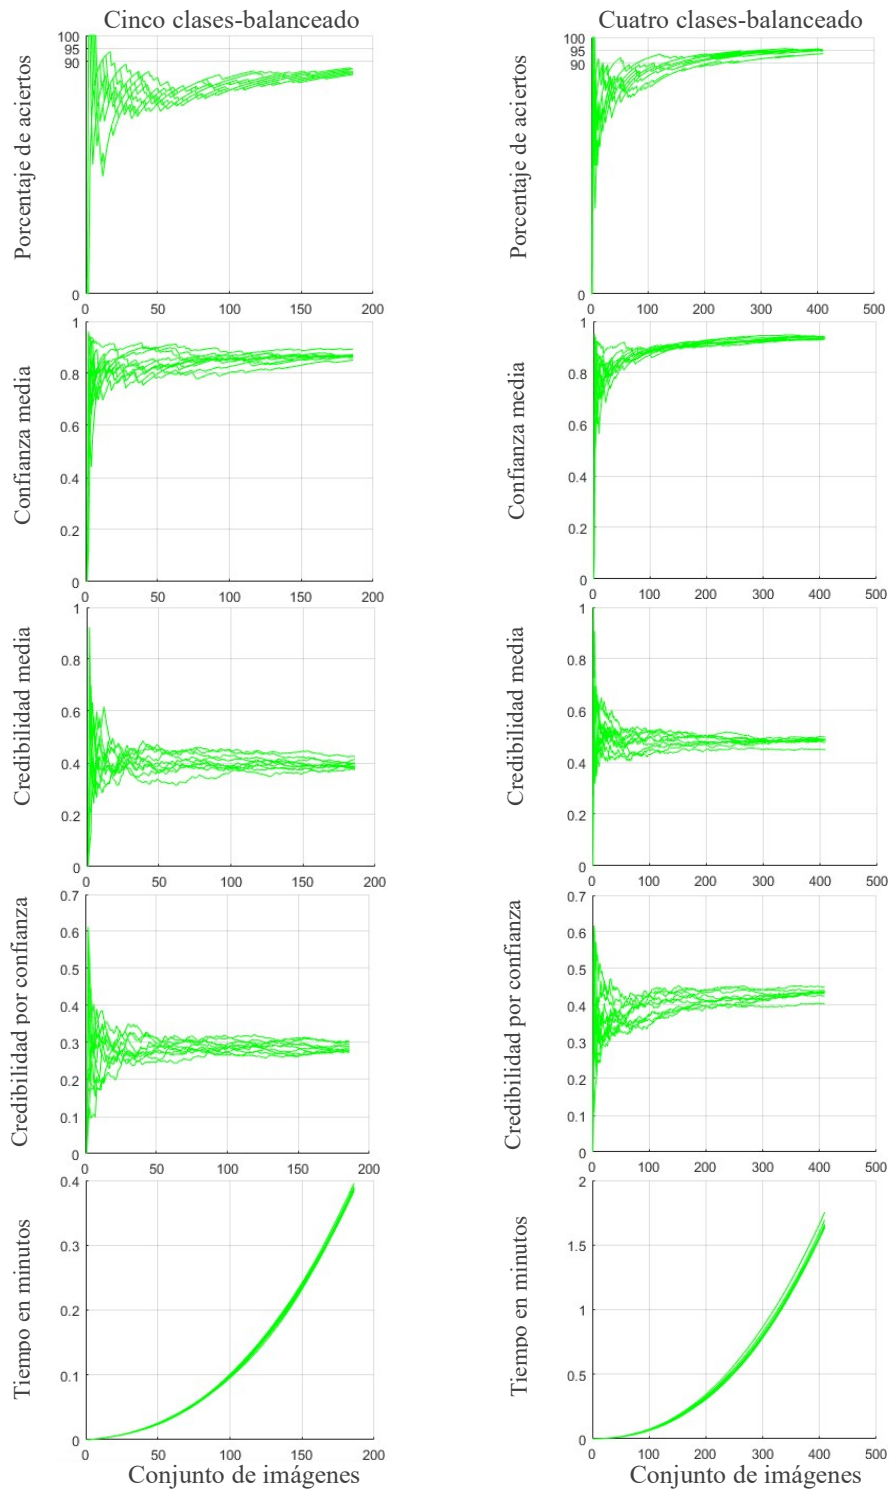 Cinco clases-balanceado
Cuatro clases-balanceado
Porcentaje de aciertos
100
95
90
0
0 50 100 150 200
Porcentaje de aciertos
100
95
90
0
0 100 200 300 400 500
Confianza media
1
0.8
0.6
0.4
0.2
0
0 50 100 150 200
Confianza media
1
0.8
0.6
0.4
0.2
0
0 100 200 300 400 500
Credibilidad media
1
0.8
0.6
0.4
0.2
0
0 50 100 150 200
Credibilidad media
1
0.8
0.6
0.4
0.2
0
0 100 200 300 400 500
Credibilidad por confianza
0.7
0.6
0.5
0.4
0.3
0.2
0.1
0
0 50 100 150 200
Credibilidad por confianza
0.7
0.6
0.5
0.4
0.3
0.2
0.1
0
0 100 200 300 400 500
Tiempo en minutos
0.4
0.3
0.2
0.1
0
0 50 100 150 200
Conjunto de imágenes
Tiempo en minutos
2
1.5
1
0.5
0
0 100 200 300 400 500
Conjunto de imágenes